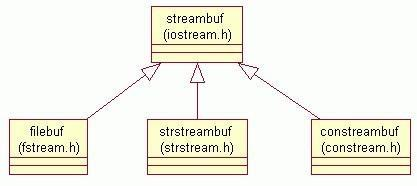 streambuf
(iostream.h)
filebuf
(fstream.h)
strstreambuf
(strstream.h)
constreambuf
(constream.h)